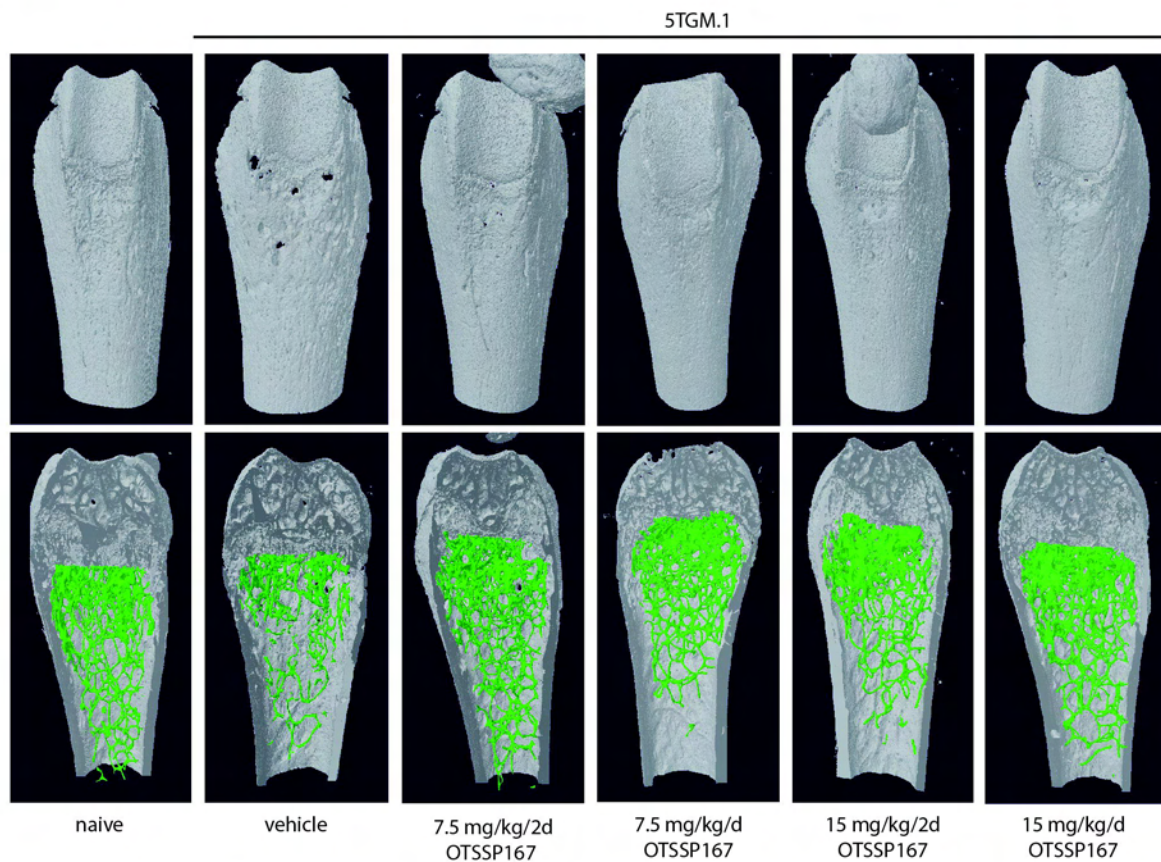 5TGM.1
naive
vehicle
7.5 mg/kg/2d
OTSSP167
7.5 mg/kg/d
OTSSP167
15 mg/kg/2d
OTSSP167
15 mg/kg/d
OTSSP167